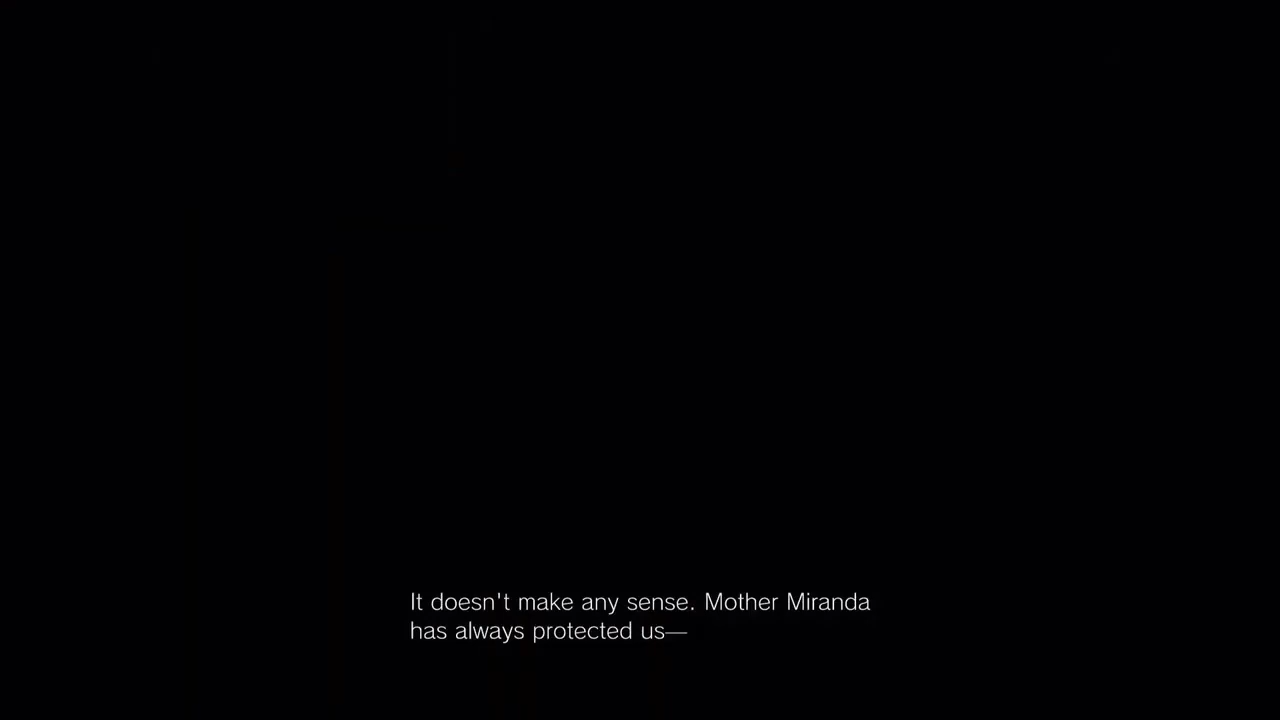 It doesn't make any sense. Mother Miranda
has always protected us—